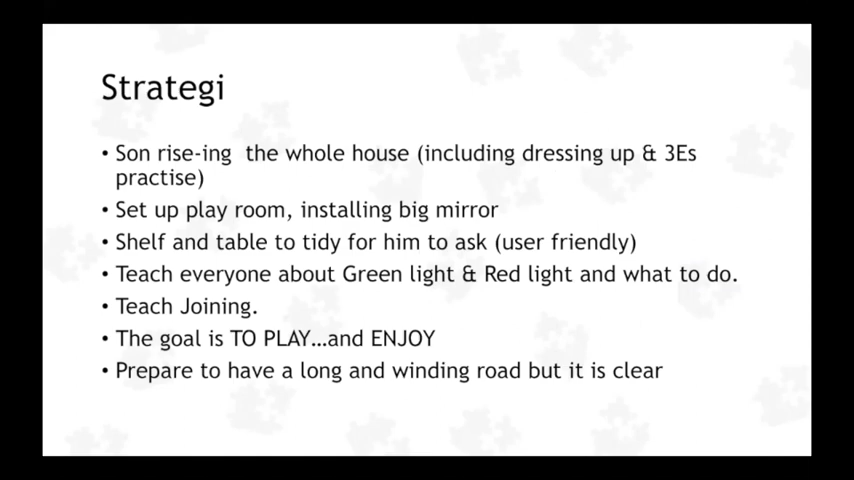 Strategi
• Son rise-ing  the whole house (including dressing up & 3Es
practise)
• Set up play room, installing big mirror
• Shelf and table to tidy for him to ask (user friendly)
• Teach everyone about Green light & Red light and what to do.
• Teach Joining.
• The goal is TO PLAY…and ENJOY
• Prepare to have a long and winding road but it is clear